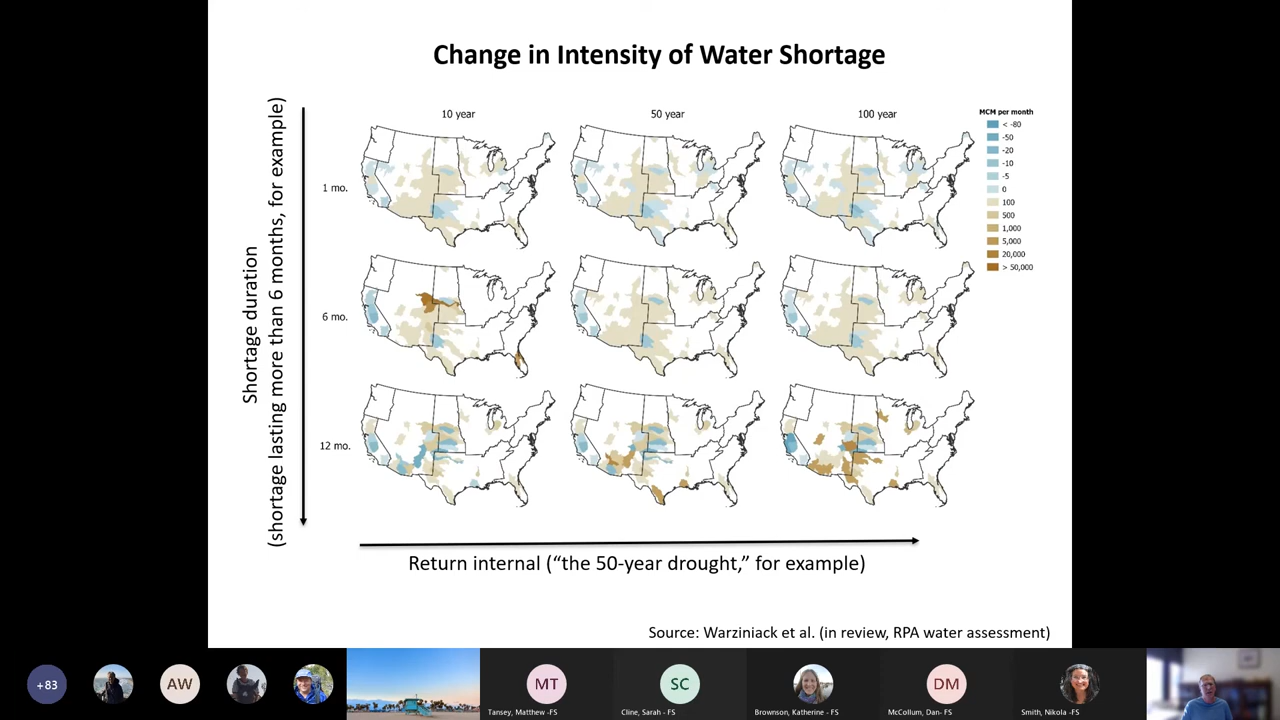 Change in Intensity of Water Shortage
10 year
50 year
100 year
MCM per month
< -80
-50
-20
-10
-5
0
100
500
1,000
5,000
20,000
> 50,000
1 mo.
6 mo.
12 mo.
Shortage duration
(shortage lasting more than 6 months, for example)
Return internal (“the 50-year drought,” for example)
Source: Warziniack et al. (in review, RPA water assessment)
+83
AW
MT
SC
DM
Tansey, Matthew -FS
Cline, Sarah - FS
Brownson, Katherine - FS
McCollum, Dan- FS
Smith, Nikola -FS